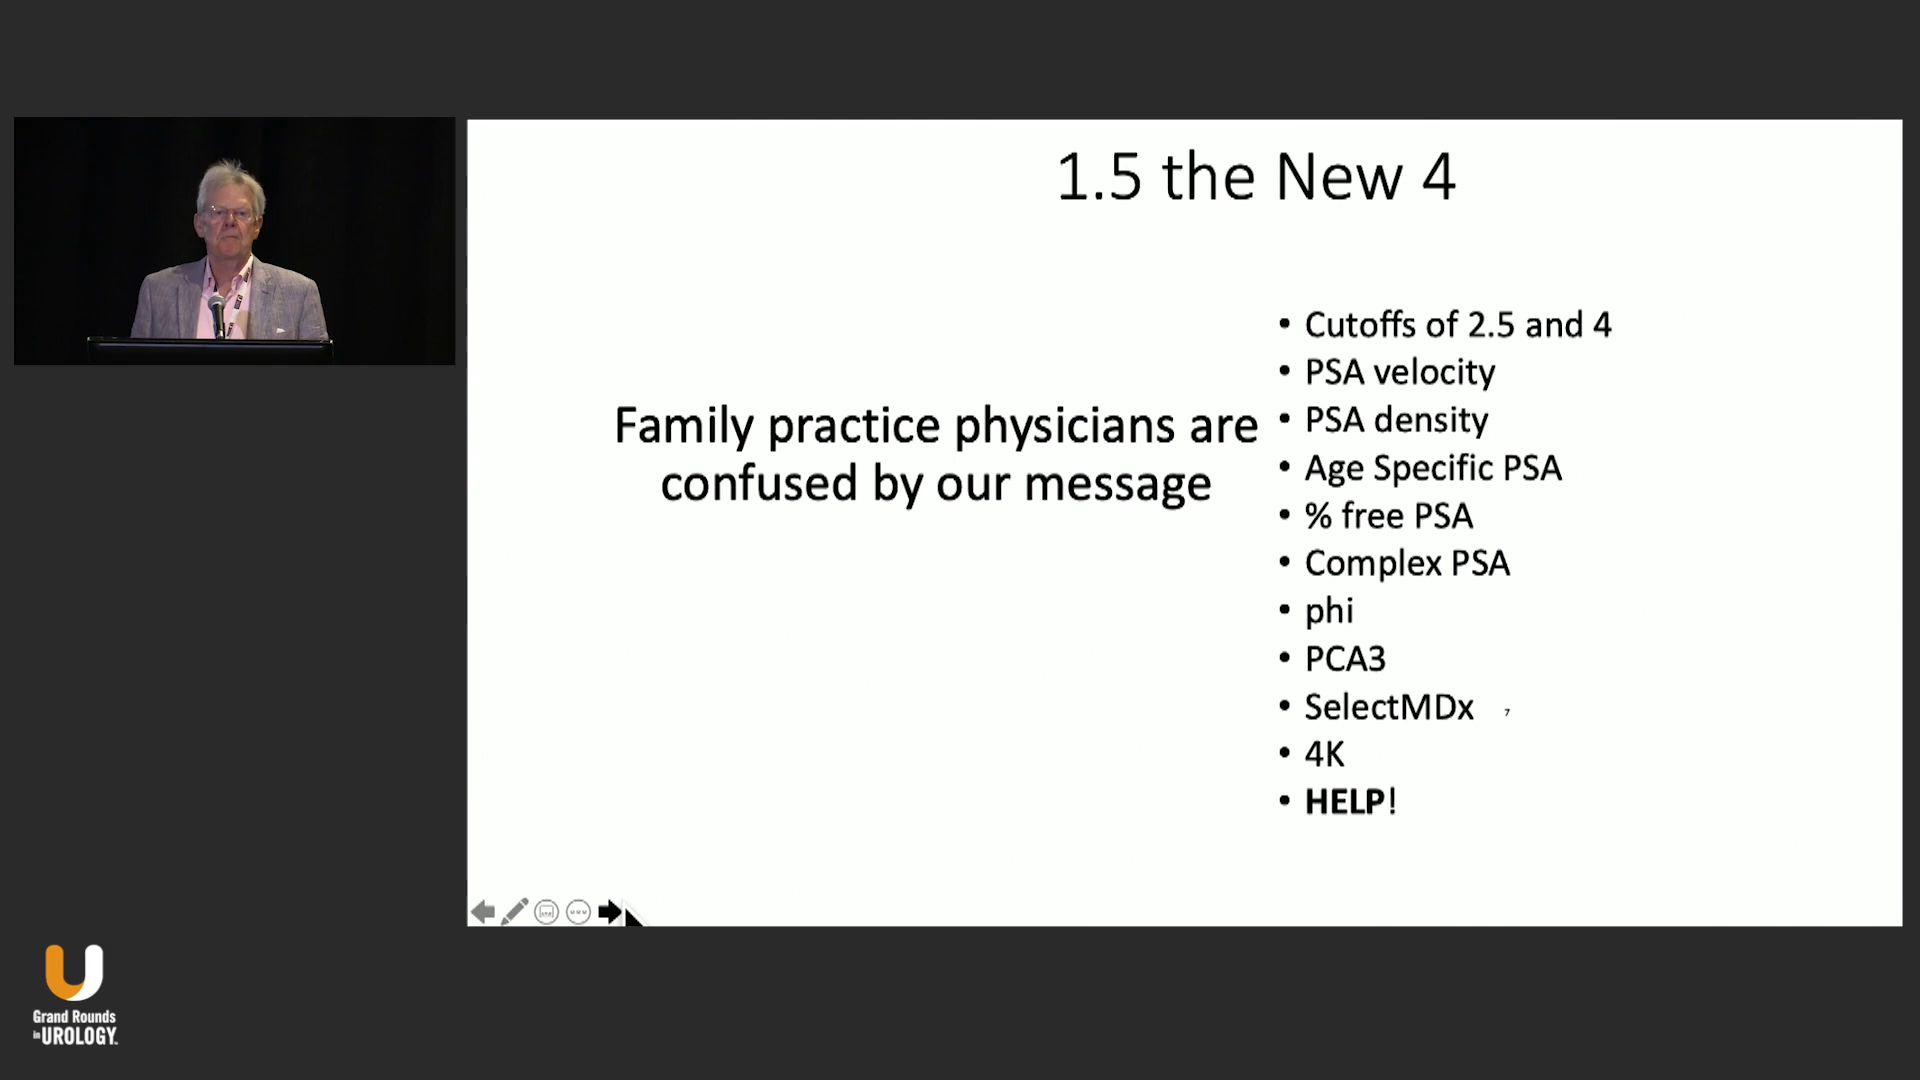 1.5 the New 4
Family practice physicians are
confused by our message
• Cutoffs of 2.5 and 4
• PSA velocity
• PSA density
• Age Specific PSA
• % free PSA
• Complex PSA
• phi
• PCA3
• SelectMDx
7
• 4K
• HELP!
Grand Rounds
in UROLOGY